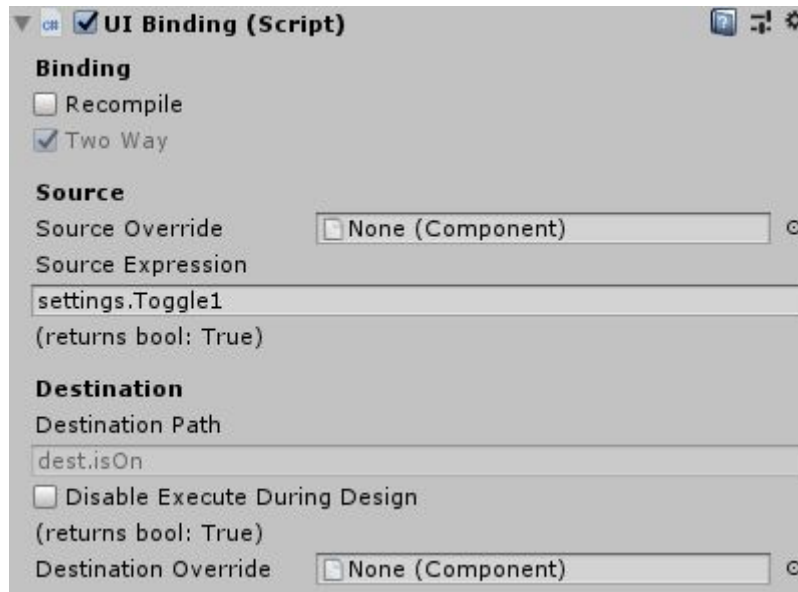 c# UI Binding (Script)
Binding
Recompile
Two Way
Source
Source Override None (Component)
Source Expression
settings.Toggle1
(returns bool: True)
Destination
Destination Path
dest.isOn
Disable Execute During Design
(returns bool: True)
Destination Override None (Component)